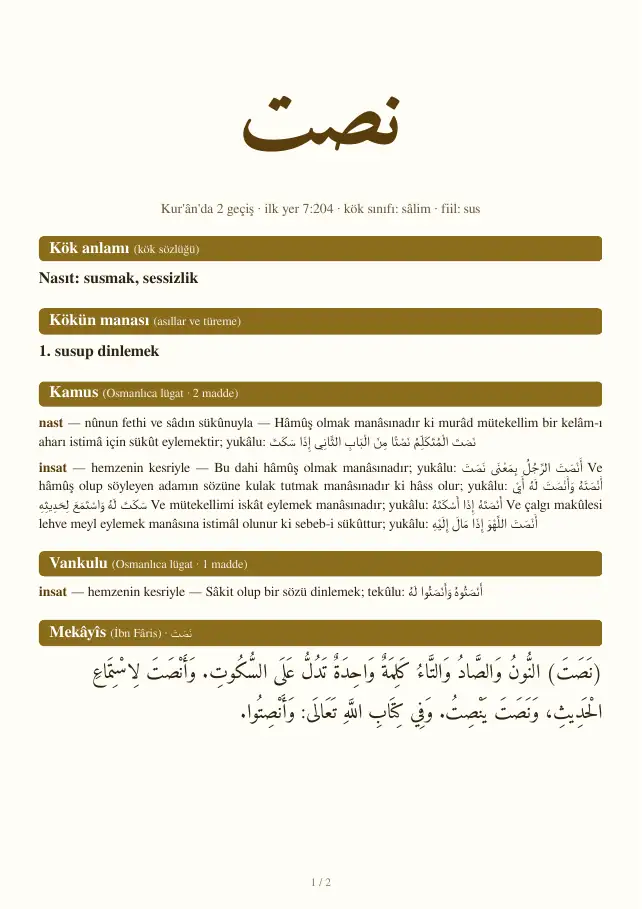 نصت
Kur'ân'da 2 geçiş · ilk yer 7:204 · kök sınıfı: sâlim · fiil: sus
Kök anlamı (kök sözlüğü)
Nasıt: susmak, sessizlik
Kökün manası (asıllar ve türeme)
1. susup dinlemek
Kamus (Osmanlıca lügat · 2 madde)
nast — nûnun fethi ve sâdın sükûnuyla — Hâmûş olmak manâsınadır ki murâd mütekellim bir kelâm-ı
aharı istimâ için sükût eylemektir; yukâlu: نَصَتَ الْمُتَكَلِّمُ نَصْتًا مِنَ الْبَابِ الثَّانِي إِذَا سَكَتَ
insat — hemzenin kesriyle — Bu dahi hâmûş olmak manâsınadır; yukâlu: أَنْصَتَ الرَّجُلُ بِمَعْنَى نَصَتَ Ve
hâmûş olup söyleyen adamın sözüne kulak tutmak manâsınadır ki hâss olur; yukâlu: أَنْصَتَهُ وَأَنْصَتَ لَهُ أَيْ
سَكَتَ لَهُ وَاسْتَمَعَ لِحَدِيثِهِ Ve mütekellimi iskât eylemek manâsınadır; yukâlu: أَنْصَتَهُ إِذَا أَسْكَتَهُ Ve çalgı makûlesi
lehve meyl eylemek manâsına istimâl olunur ki sebeb-i sükûttur; yukâlu: أَنْصَتَ اللَّهْوَ إِذَا مَالَ إِلَيْهِ
Vankulu (Osmanlıca lügat · 1 madde)
insat — hemzenin kesriyle — Sâkit olup bir sözü dinlemek; tekûlu: أَنْصَتُوهُ وَأَنْصَتُوا لَهُ
Mekâyîs (İbn Fâris) · نصت
(نَصَتَ) النُّونُ وَالصَّادُ وَالتَّاءُ كَلِمَةٌ وَاحِدَةٌ تَدُلُّ عَلَى السُّكُوتِ. وَأَنْصَتَ لِاسْتِمَاعِ
الْحَدِيثِ، وَنَصَتَ يَنْصِتُ. وَفِي كِتَابِ اللَّهِ تَعَالَى: وَأَنْصِتُوا.
1 / 2